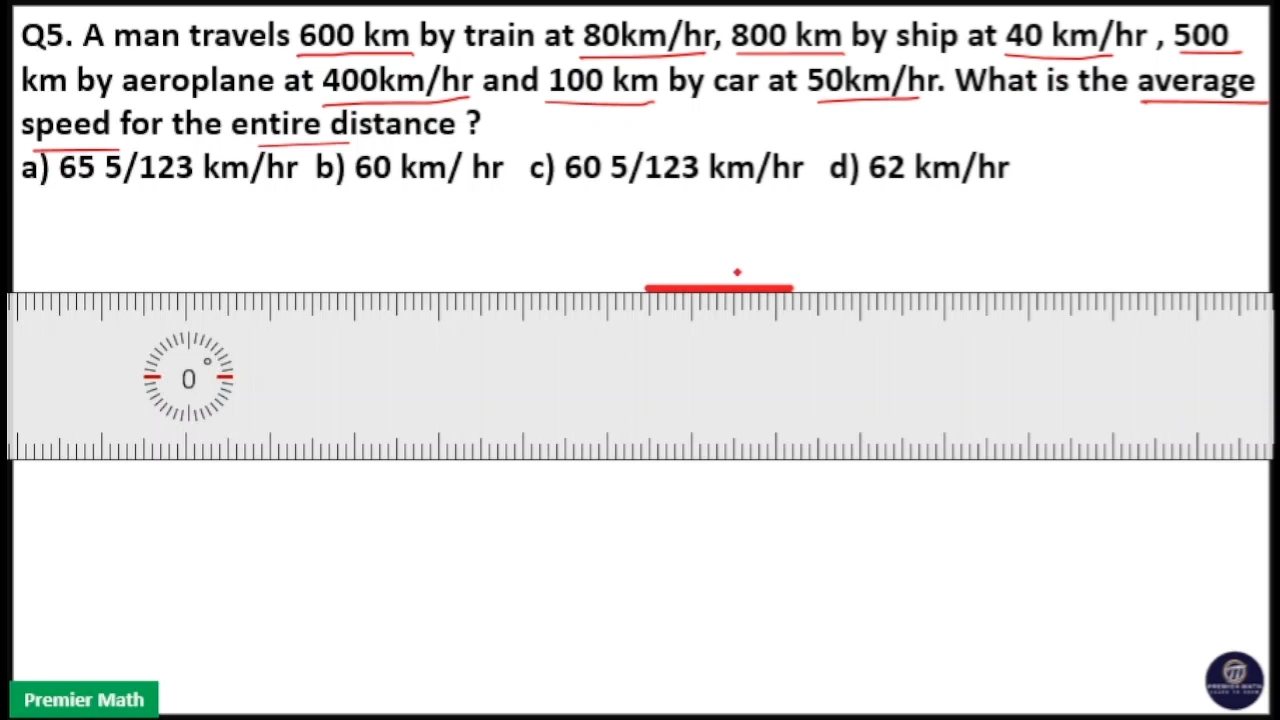 Q5. A man travels 600 km by train at 80km/hr, 800 km by ship at 40 km/hr , 500
km by aeroplane at 400km/hr and 100 km by car at 50km/hr. What is the average
speed for the entire distance ?
a) 65 5/123 km/hr b) 60 km/ hr c) 60 5/123 km/hr d) 62 km/hr
0°
Premier Math
PREMIER MATH